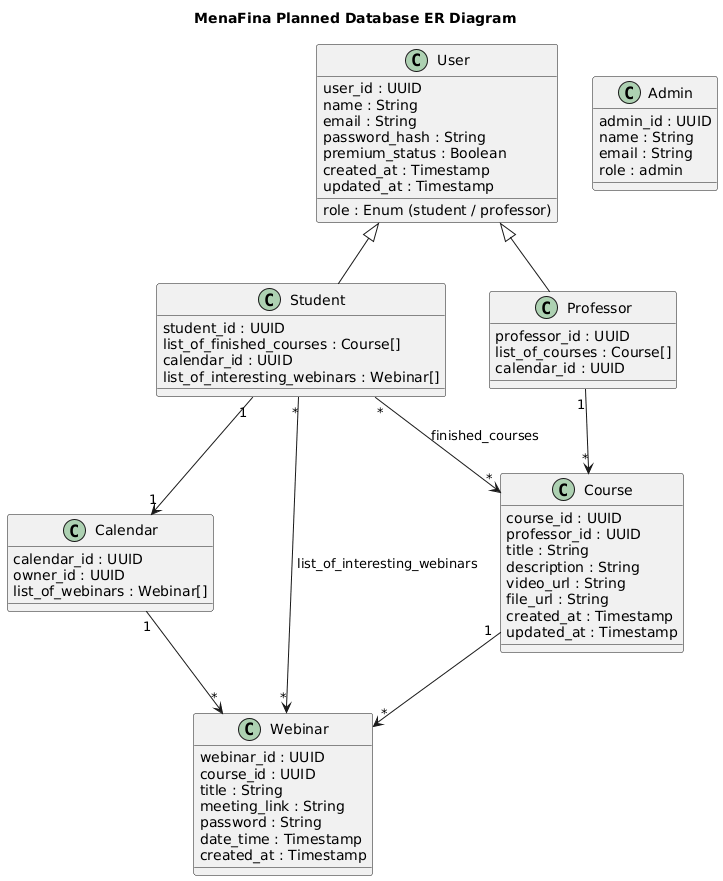 MenaFina Planned Database ER Diagram
C User
user_id : UUID
name : String
email : String
password_hash : String
premium_status : Boolean
created_at : Timestamp
updated_at : Timestamp
role : Enum (student / professor)
C Admin
admin_id : UUID
name : String
email : String
role : admin
C Student
student_id : UUID
list_of_finished_courses : Course[]
calendar_id : UUID
list_of_interesting_webinars : Webinar[]
C Professor
professor_id : UUID
list_of_courses : Course[]
calendar_id : UUID
1
*
*
1
finished_courses
1
*
*
C Course
course_id : UUID
professor_id : UUID
title : String
description : String
video_url : String
file_url : String
created_at : Timestamp
updated_at : Timestamp
C Calendar
calendar_id : UUID
owner_id : UUID
list_of_webinars : Webinar[]
list_of_interesting_webinars
1
1
*
*
*
C Webinar
webinar_id : UUID
course_id : UUID
title : String
meeting_link : String
password : String
date_time : Timestamp
created_at : Timestamp